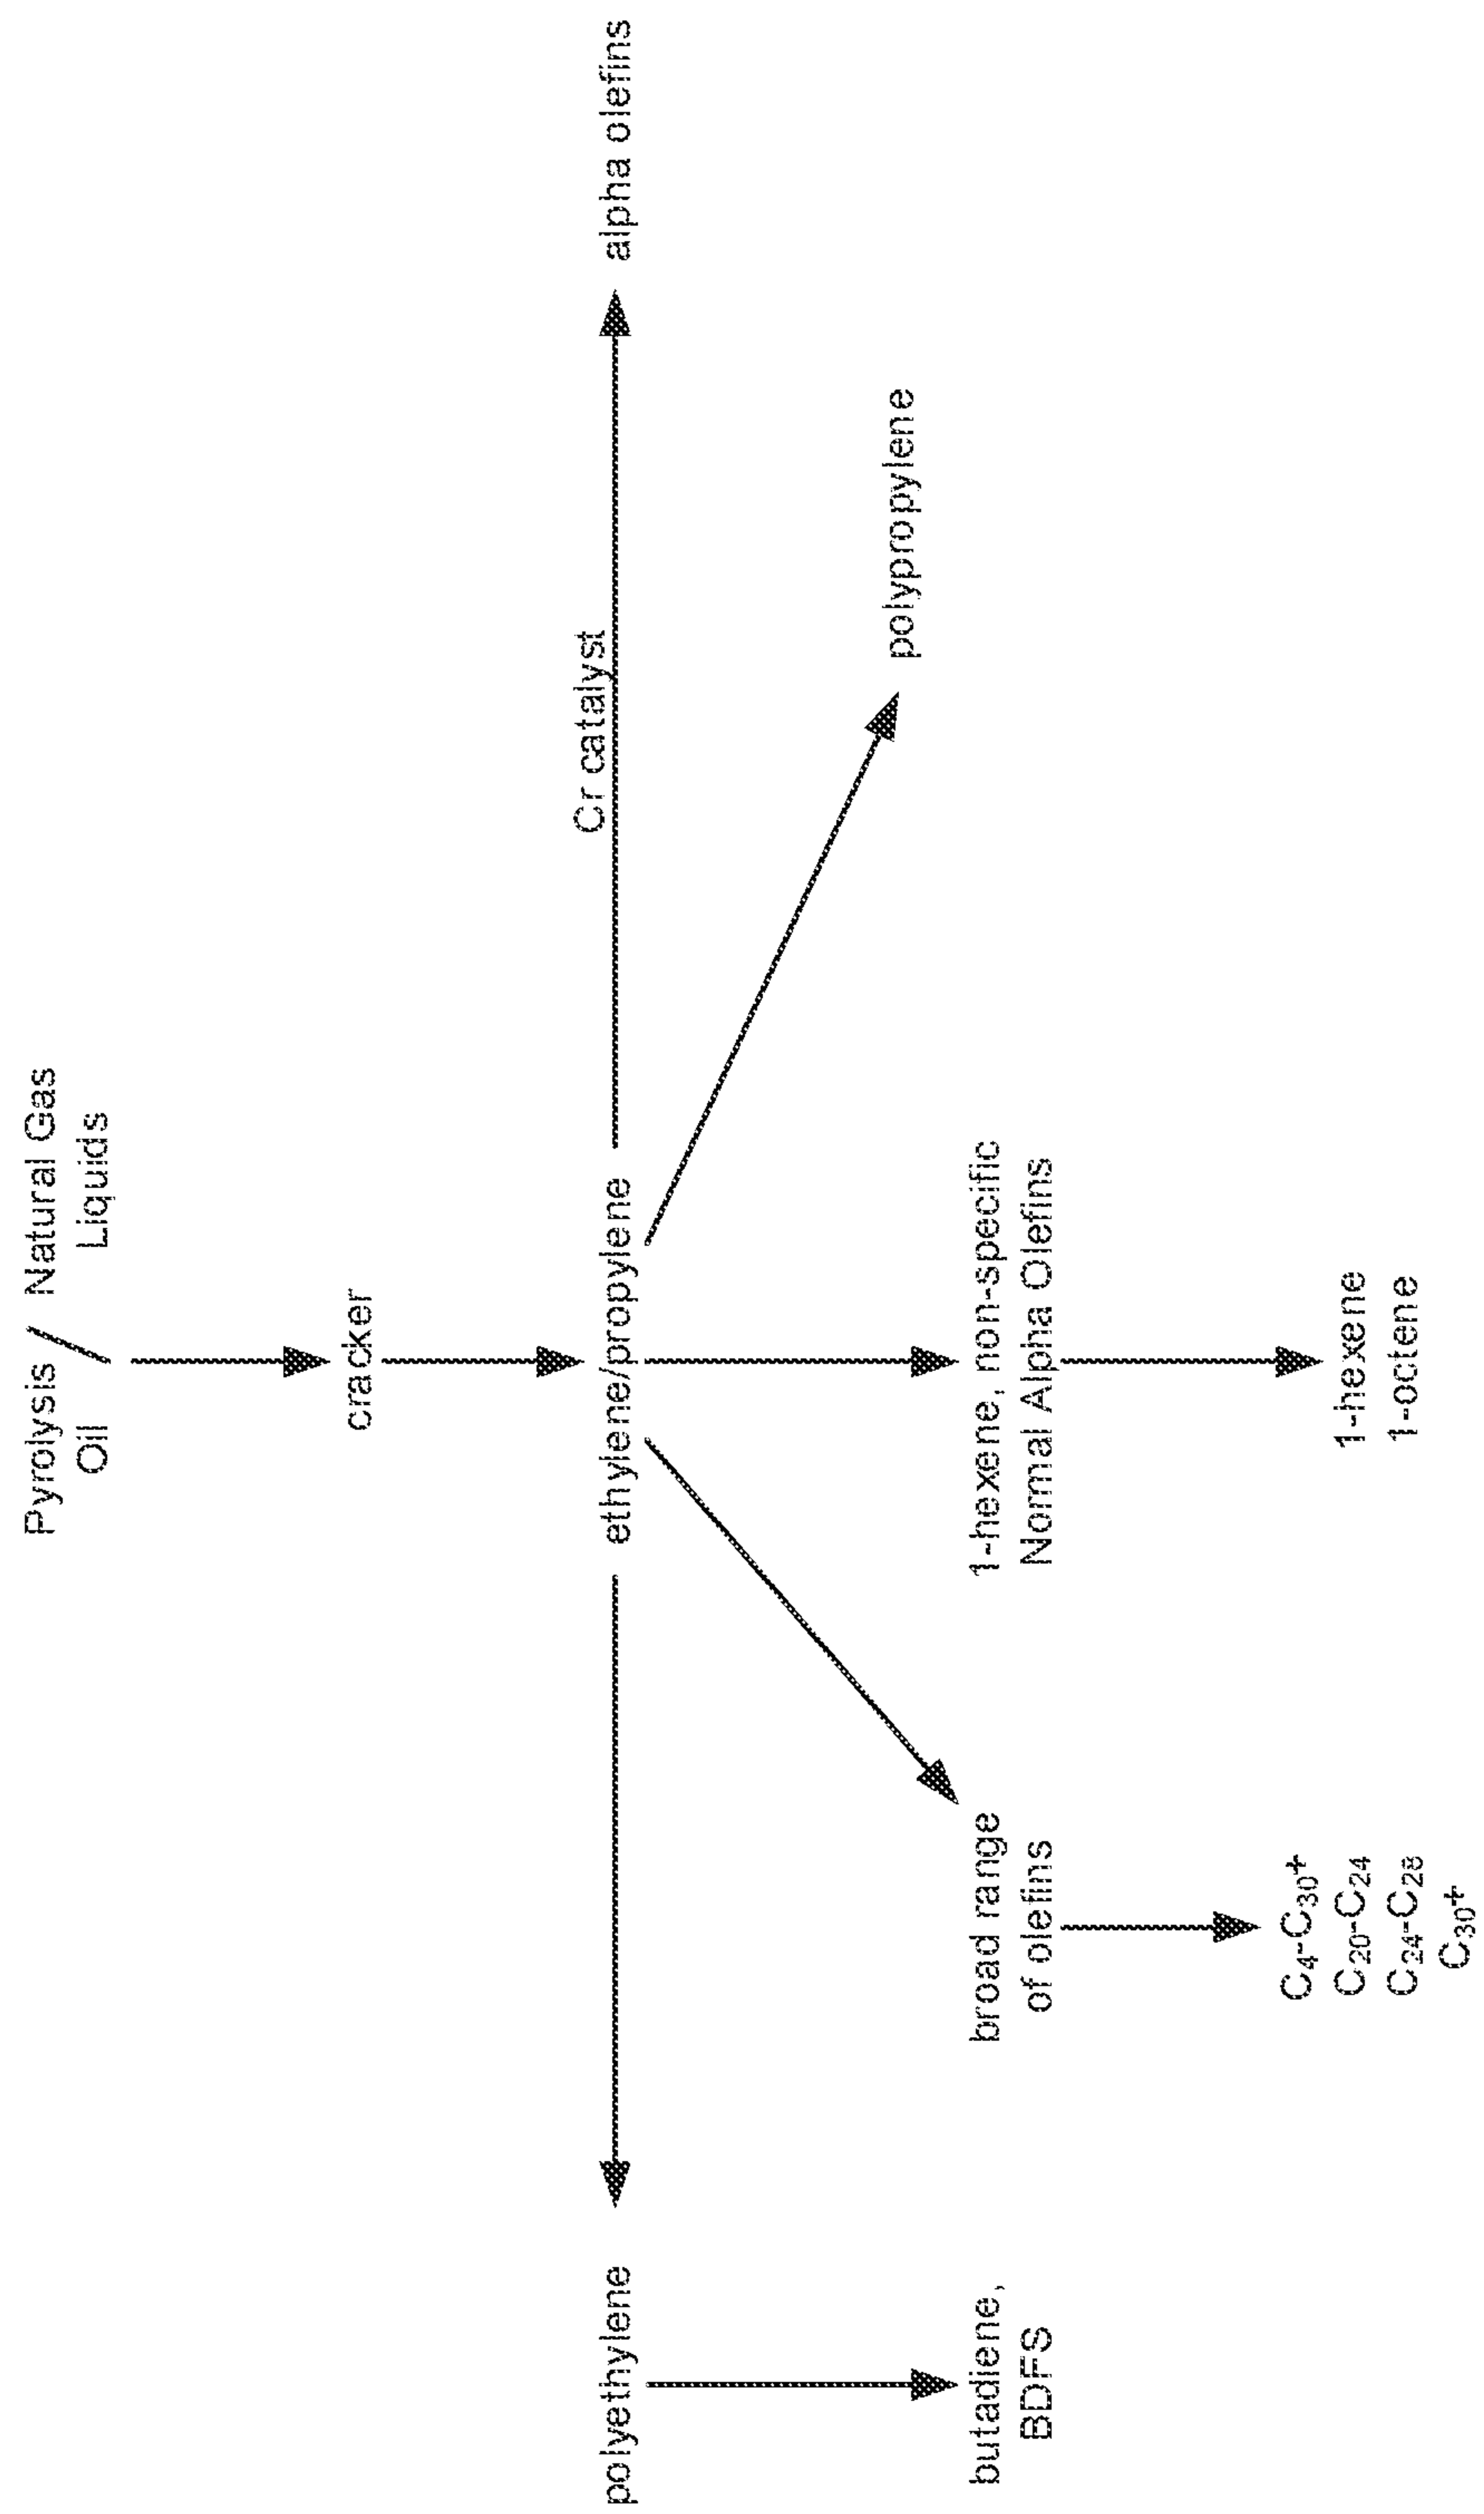 Pyrolysis / Natural Gas
Oil Liquids
cracker
Cr catalyst
polyethylene
ethylene/propylene
alpha olefins
polypropylene
butadiene,
BDFS
broad range
of olefins
1-hexene, non-specific
Normal Alpha Olefins
C₄-C₃₀+
C₂₀-C₂₄
C₂₄-C₂₈
C₃₀+
1-hexene
1-octene